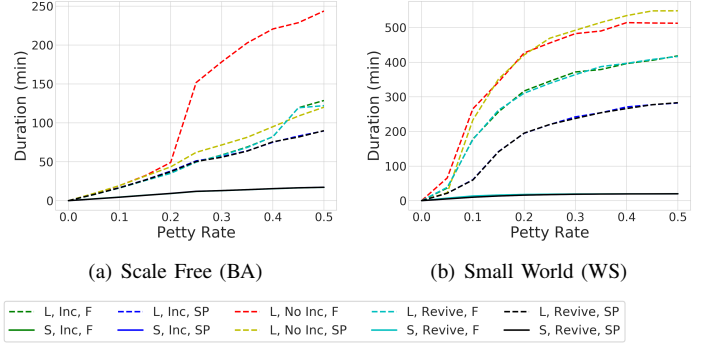 250
200
150
100
50
0
Duration (min)
0.0 0.1 0.2 0.3 0.4 0.5
Petty Rate
(a) Scale Free (BA)
500
400
300
200
100
0
Duration (min)
0.0 0.1 0.2 0.3 0.4 0.5
Petty Rate
(b) Small World (WS)
L, Inc, F L, Inc, SP L, No Inc, F L, Revive, F L, Revive, SP
S, Inc, F S, Inc, SP L, No Inc, SP S, Revive, F S, Revive, SP